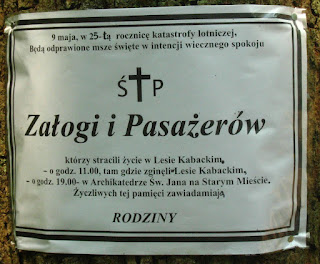 9 maja, w 25-łą rocznicę katastrofy lotniczej,
Będą odprawione msze święte w intencji wiecznego spokoju
Ś†P
Załogi i Pasażerów
którzy stracili życie w Lesie Kabackim,
- o godz. 11.00, tam gdzie zginęli-Lesie Kabackim,
- o godz. 19.00- w Archikatedrze Św. Jana na Starym Mieście.
Życzliwych tej pamięci zawiadamiają
RODZINY